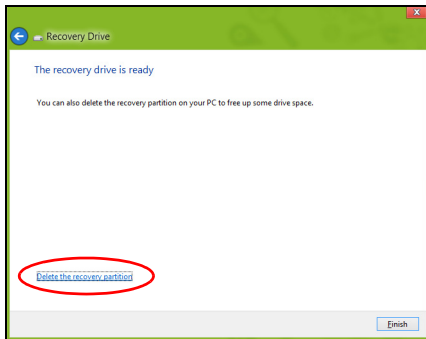 Recovery Drive
The recovery drive is ready
You can also delete the recovery partition on your PC to free up some drive space.
Delete the recovery partition
Finish